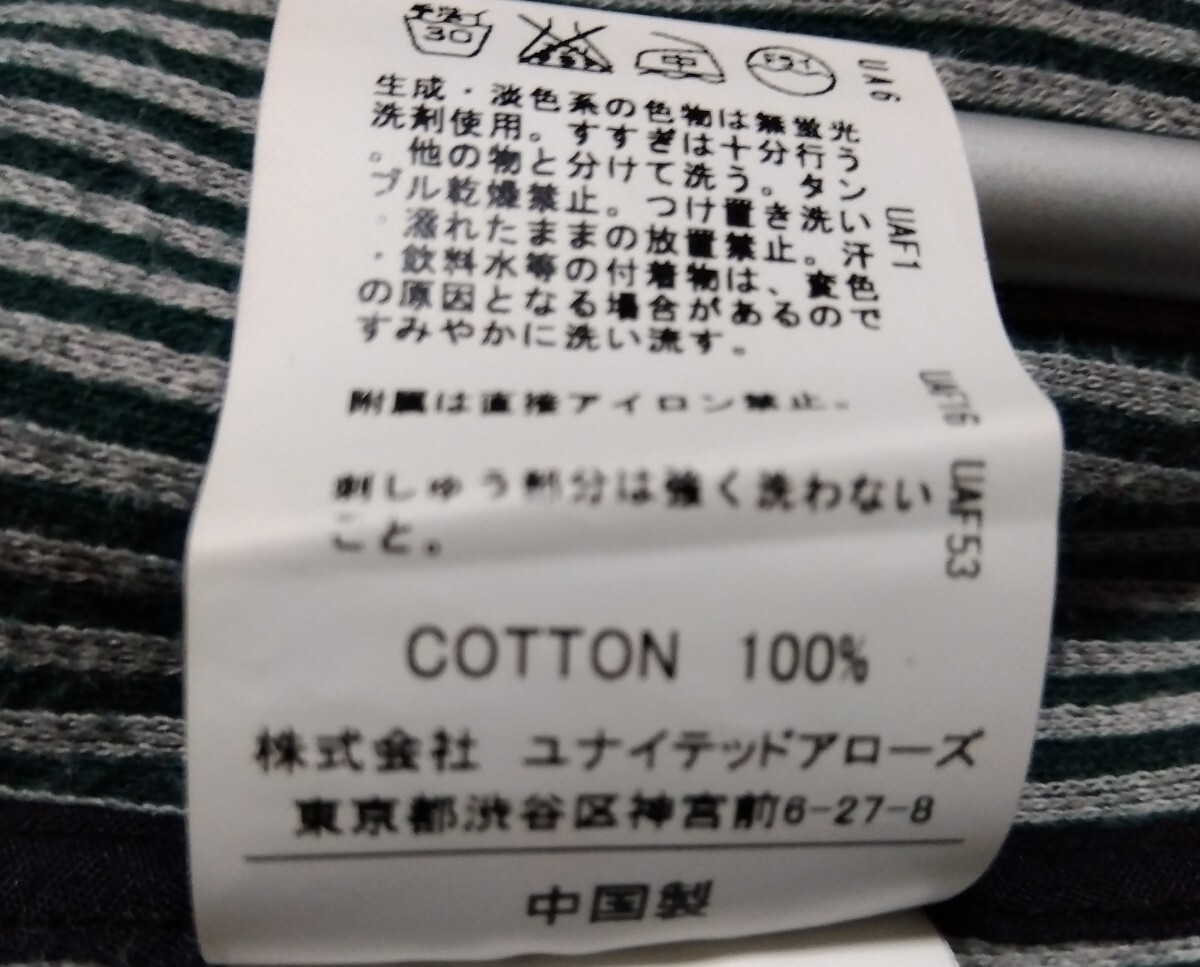 手洗イ 30 中 ドライ
生成・淡色系の色物は無蛍光
洗剤使用。すすぎは十分行う
。他の物と分けて洗う。タン
ブル乾燥禁止。つけ置き洗い
・濡れたままの放置禁止。汗
・飲料水等の付着物は、変色
の原因となる場合があるので
すみやかに洗い流す。
附属は直接アイロン禁止。
刺しゅう部分は強く洗わない
こと。
UA6
UAF1
UAF16
UAF53
COTTON 100%
株式会社 ユナイテッドアローズ
東京都渋谷区神宮前6-27-8
中国製